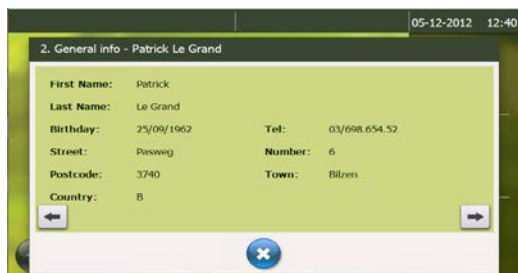 05-12-2012 12:40
2. General info - Patrick Le Grand
First Name: Patrick
Last Name: Le Grand
Birthday: 25/09/1962 Tel: 03/698.654.52
Street: Pasweg Number: 6
Postcode: 3740 Town: Bilzen
Country: B